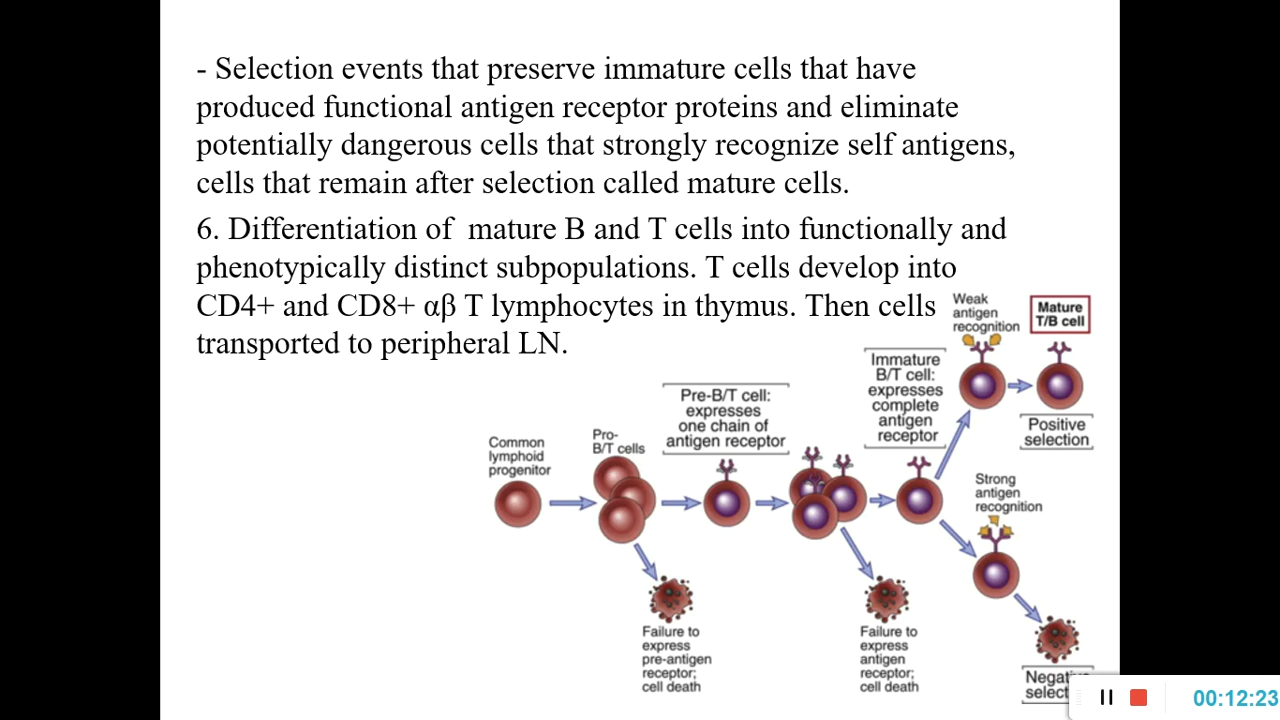 - Selection events that preserve immature cells that have
produced functional antigen receptor proteins and eliminate
potentially dangerous cells that strongly recognize self antigens,
cells that remain after selection called mature cells.
6. Differentiation of  mature B and T cells into functionally and
phenotypically distinct subpopulations. T cells develop into
CD4+ and CD8+ αβ T lymphocytes in thymus. Then cells
transported to peripheral LN.
Common
lymphoid
progenitor
Pro-
B/T cells
Failure to
express
pre-antigen
receptor;
cell death
Pre-B/T cell:
expresses
one chain of
antigen receptor
Failure to
express
antigen
receptor;
cell death
Immature
B/T cell:
expresses
complete
antigen
receptor
Weak
antigen
recognition
Mature
T/B cell
Positive
selection
Strong
antigen
recognition
00:12:23